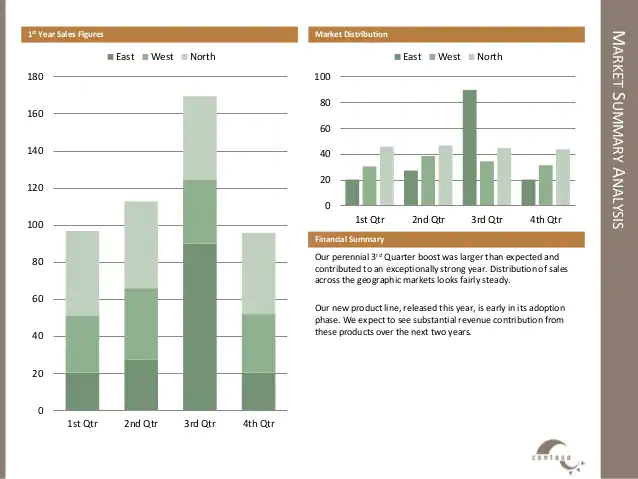 1st Year Sales Figures
East West North
180
160
140
120
100
80
60
40
20
0
1st Qtr 2nd Qtr 3rd Qtr 4th Qtr
Market Distribution
East West North
100
80
60
40
20
0
1st Qtr 2nd Qtr 3rd Qtr 4th Qtr
Financial Summary
Our perennial 3rd Quarter boost was larger than expected and
contributed to an exceptionally strong year. Distribution of sales
across the geographic markets looks fairly steady.
Our new product line, released this year, is early in its adoption
phase. We expect to see substantial revenue contribution from
these products over the next two years.
MARKET SUMMARY ANALYSIS
contoso